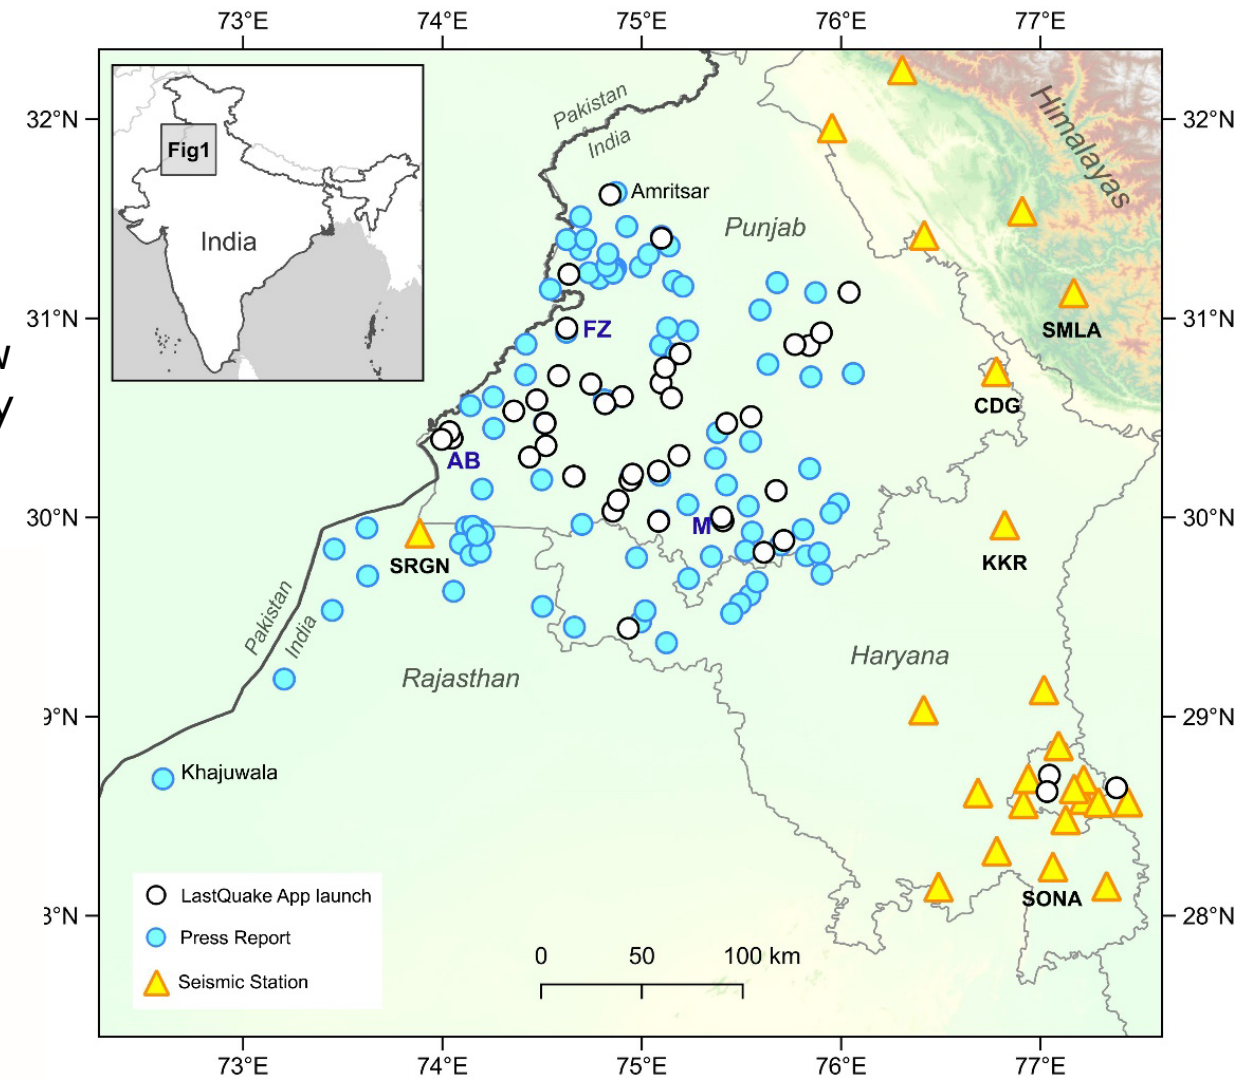 73°E 74°E 75°E 76°E 77°E
32°N
32°N
Himalayas
Pakistan
India
Fig1
India
Amritsar
Punjab
31°N
31°N
SMLA
FZ
CDG
AB
30°N
30°N
M
SRGN
KKR
Pakistan
India
Haryana
Rajasthan
9°N
29°N
Khajuwala
LastQuake App launch
SONA
8°N
28°N
Press Report
0 50 100 km
Seismic Station
73°E 74°E 75°E 76°E 77°E